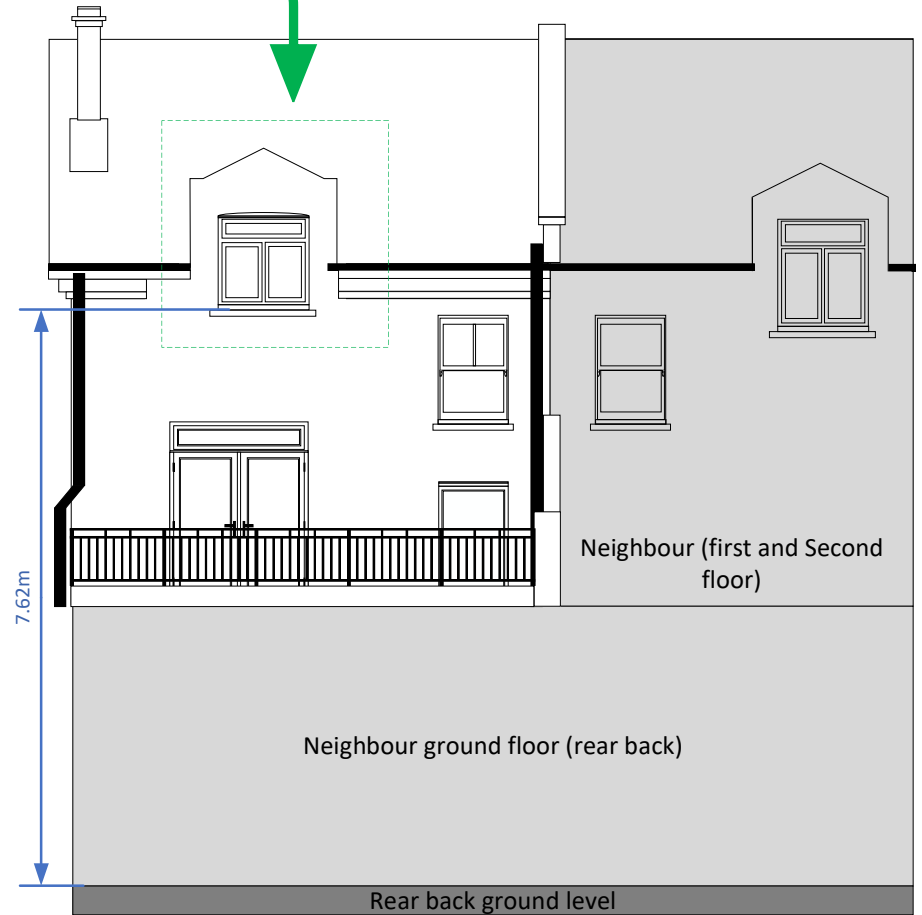 Neighbour (first and Second
floor)
7.62m
Neighbour ground floor (rear back)
Rear back ground level